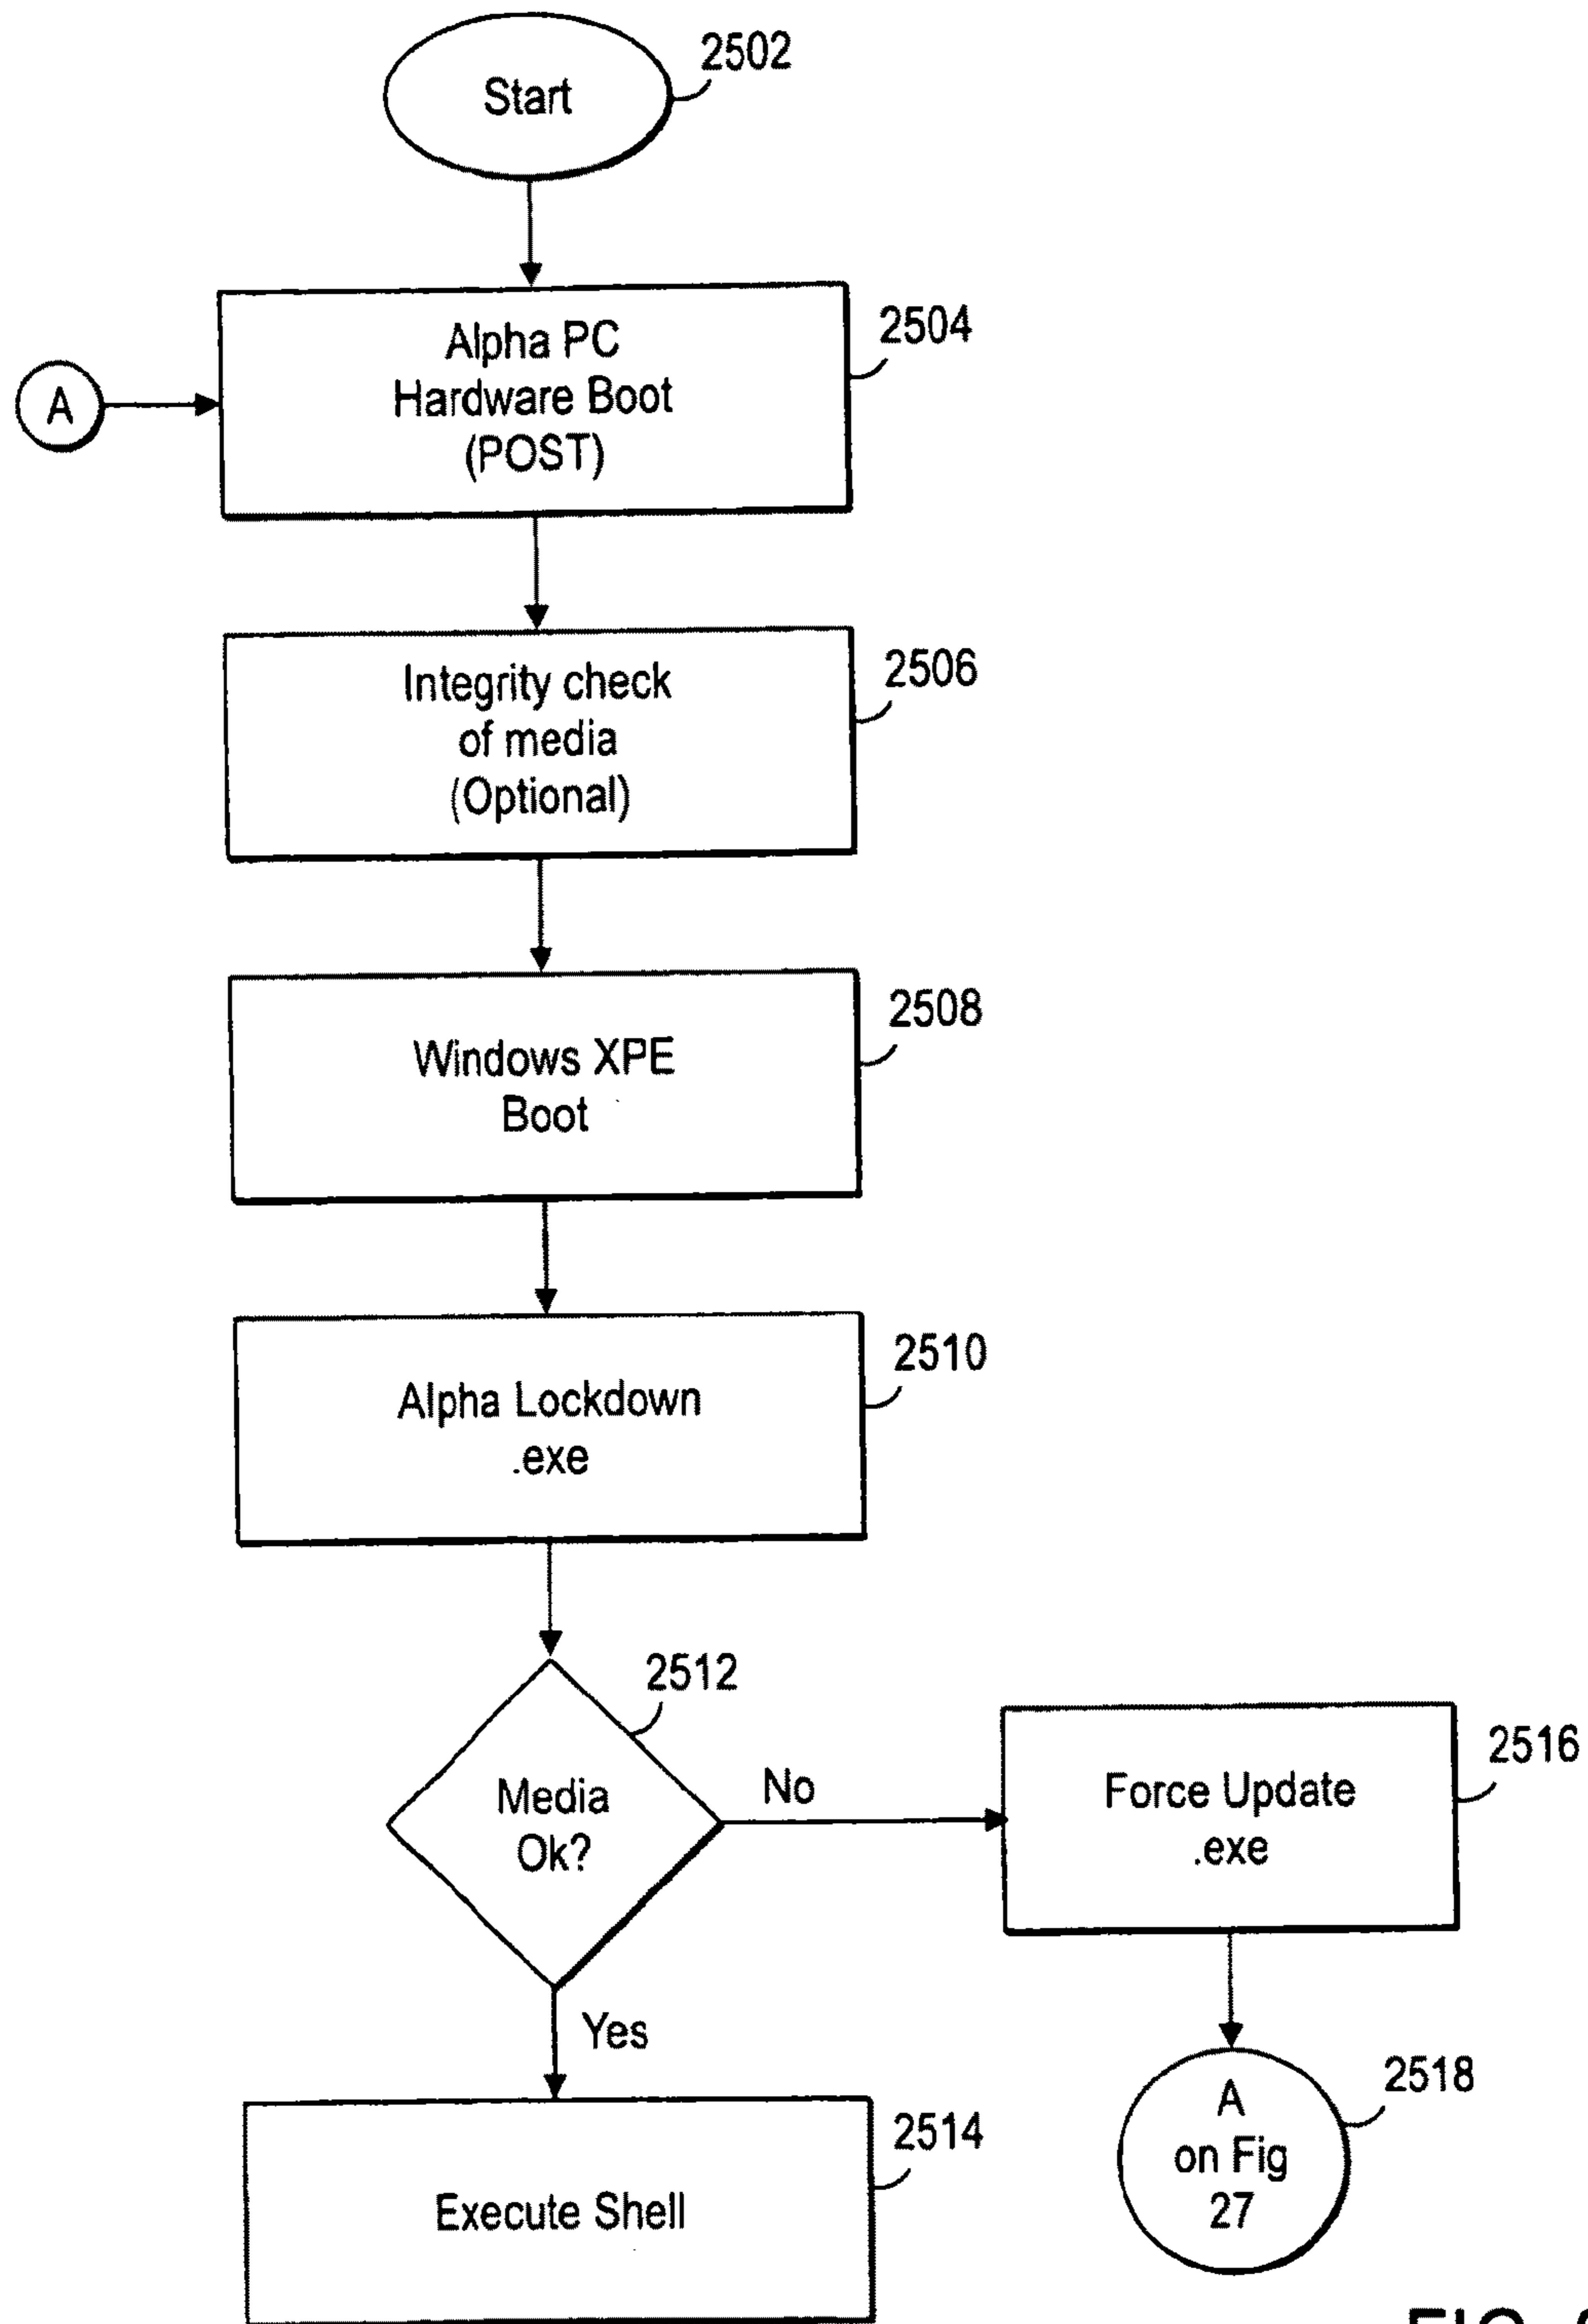 Start
2502
Alpha PC
Hardware Boot
(POST)
2504
A
Integrity check
of media
(Optional)
2506
Windows XPE
Boot
2508
Alpha Lockdown
.exe
2510
2512
Media
Ok?
No
Force Update
.exe
2516
Yes
Execute Shell
2514
A
on Fig
27
2518